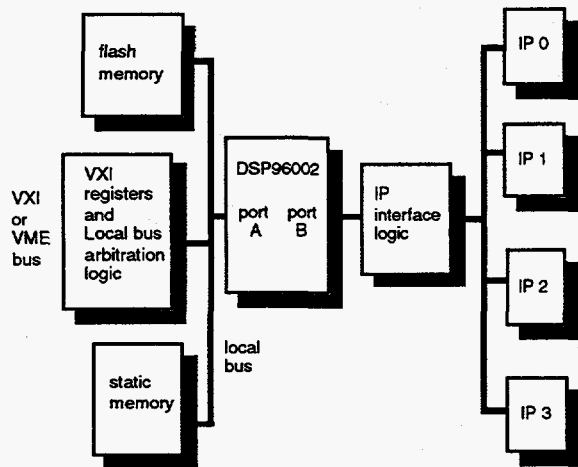 flash
memory
VXI
or
VME
bus
VXI
registers
and
Local bus
arbitration
logic
static
memory
local
bus
DSP96002
port port
A B
IP
interface
logic
IP 0
IP 1
IP 2
IP 3